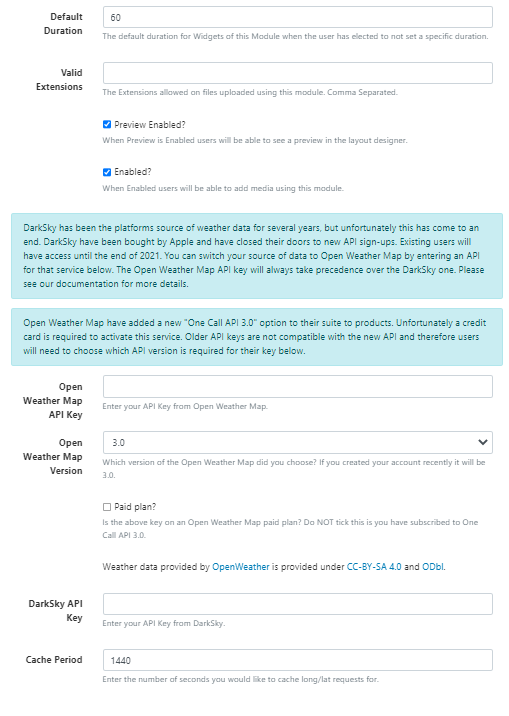 Default
Duration
60
The default duration for Widgets of this Module when the user has elected to not set a specific duration.
Valid
Extensions
The Extensions allowed on files uploaded using this module. Comma Separated.
Preview Enabled?
When Preview is Enabled users will be able to see a preview in the layout designer.
Enabled?
When Enabled users will be able to add media using this module.
DarkSky has been the platforms source of weather data for several years, but unfortunately this has come to an
end. DarkSky have been bought by Apple and have closed their doors to new API sign-ups. Existing users will
have access until the end of 2021. You can switch your source of data to Open Weather Map by entering an API
for that service below. The Open Weather Map API key will always take precedence over the DarkSky one. Please
see our documentation for more details.
Open Weather Map have added a new "One Call API 3.0" option to their suite to products. Unfortunately a credit
card is required to activate this service. Older API keys are not compatible with the new API and therefore users
will need to choose which API version is required for their key below.
Open
Weather Map
API Key
Enter your API Key from Open Weather Map.
Open
Weather Map
Version
3.0
Which version of the Open Weather Map did you choose? If you created your account recently it will be
3.0.
Paid plan?
Is the above key on an Open Weather Map paid plan? Do NOT tick this is you have subscribed to One
Call API 3.0.
Weather data provided by OpenWeather is provided under CC-BY-SA 4.0 and ODbl.
DarkSky API
Key
Enter your API Key from DarkSky.
Cache Period
1440
Enter the number of seconds you would like to cache long/lat requests for.